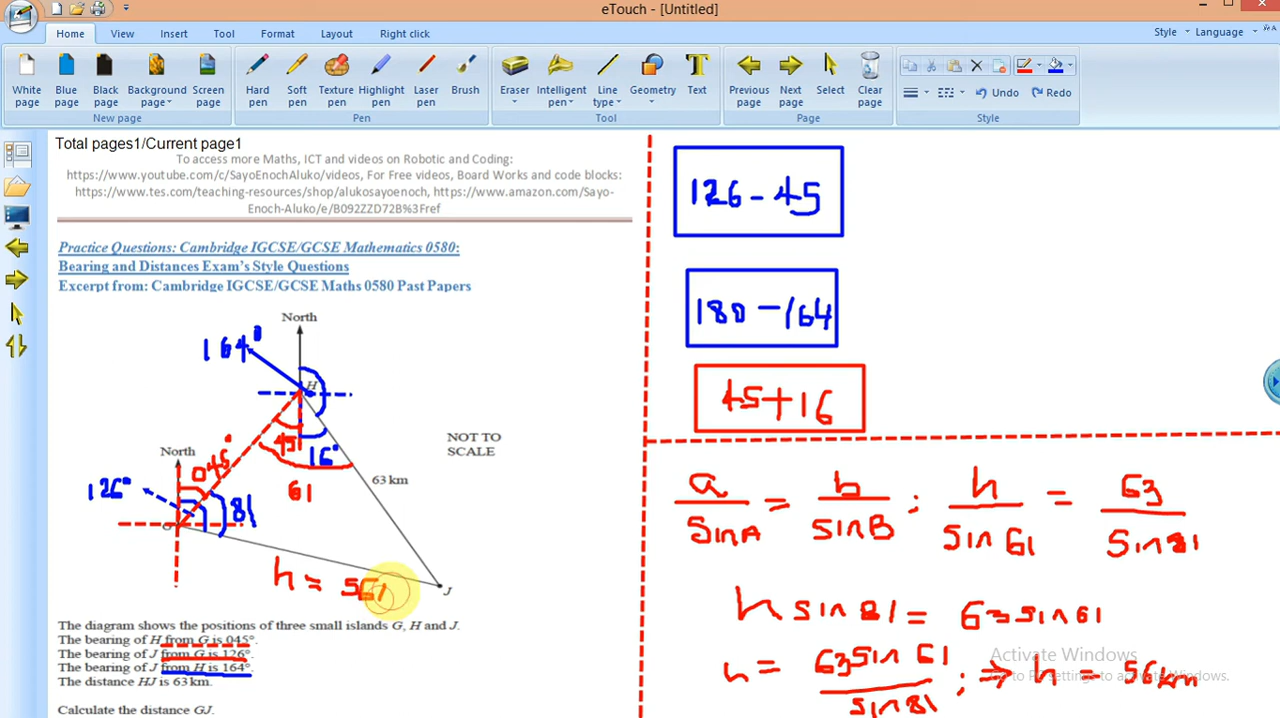 eTouch - [Untitled]
Home View Insert Tool Format Layout Right click Style Language
White page Blue page Black page Background page Screen page Hard pen Soft pen Texture pen Highlight pen Laser pen Brush Eraser Intelligent pen Line type Geometry Text Previous page Next page Select Clear page Undo Redo
New page Pen Tool Page Style
Total pages1/Current page1
To access more Maths, ICT and videos on Robotic and Coding:
https://www.youtube.com/c/SayoEnochAluko/videos, For Free videos, Board Works and code blocks:
https://www.tes.com/teaching-resources/shop/alukosayoenoch, https://www.amazon.com/Sayo-
Enoch-Aluko/e/B092ZZD72B%3Fref
Practice Questions: Cambridge IGCSE/GCSE Mathematics 0580:
Bearing and Distances Exam's Style Questions
Excerpt from: Cambridge IGCSE/GCSE Maths 0580 Past Papers
North
164°
H
NOT TO
SCALE
45
16°
North
045°
61
63 km
126°
81
G
h = 561
J
The diagram shows the positions of three small islands G, H and J.
The bearing of H from G is 045°.
The bearing of J from G is 126°.
The bearing of J from H is 164°.
The distance HJ is 63 km.
Calculate the distance GJ.
126 - 45
180 - 164
45 + 16
a/sinA = b/sinB : h/sin 61 = 63/sin 81
h sin 81 = 63 sin 61
h = 63 sin 61/sin 81 ; ⇒ h = 56 km
Activate Windows
Go to PC settings to activate Windows.